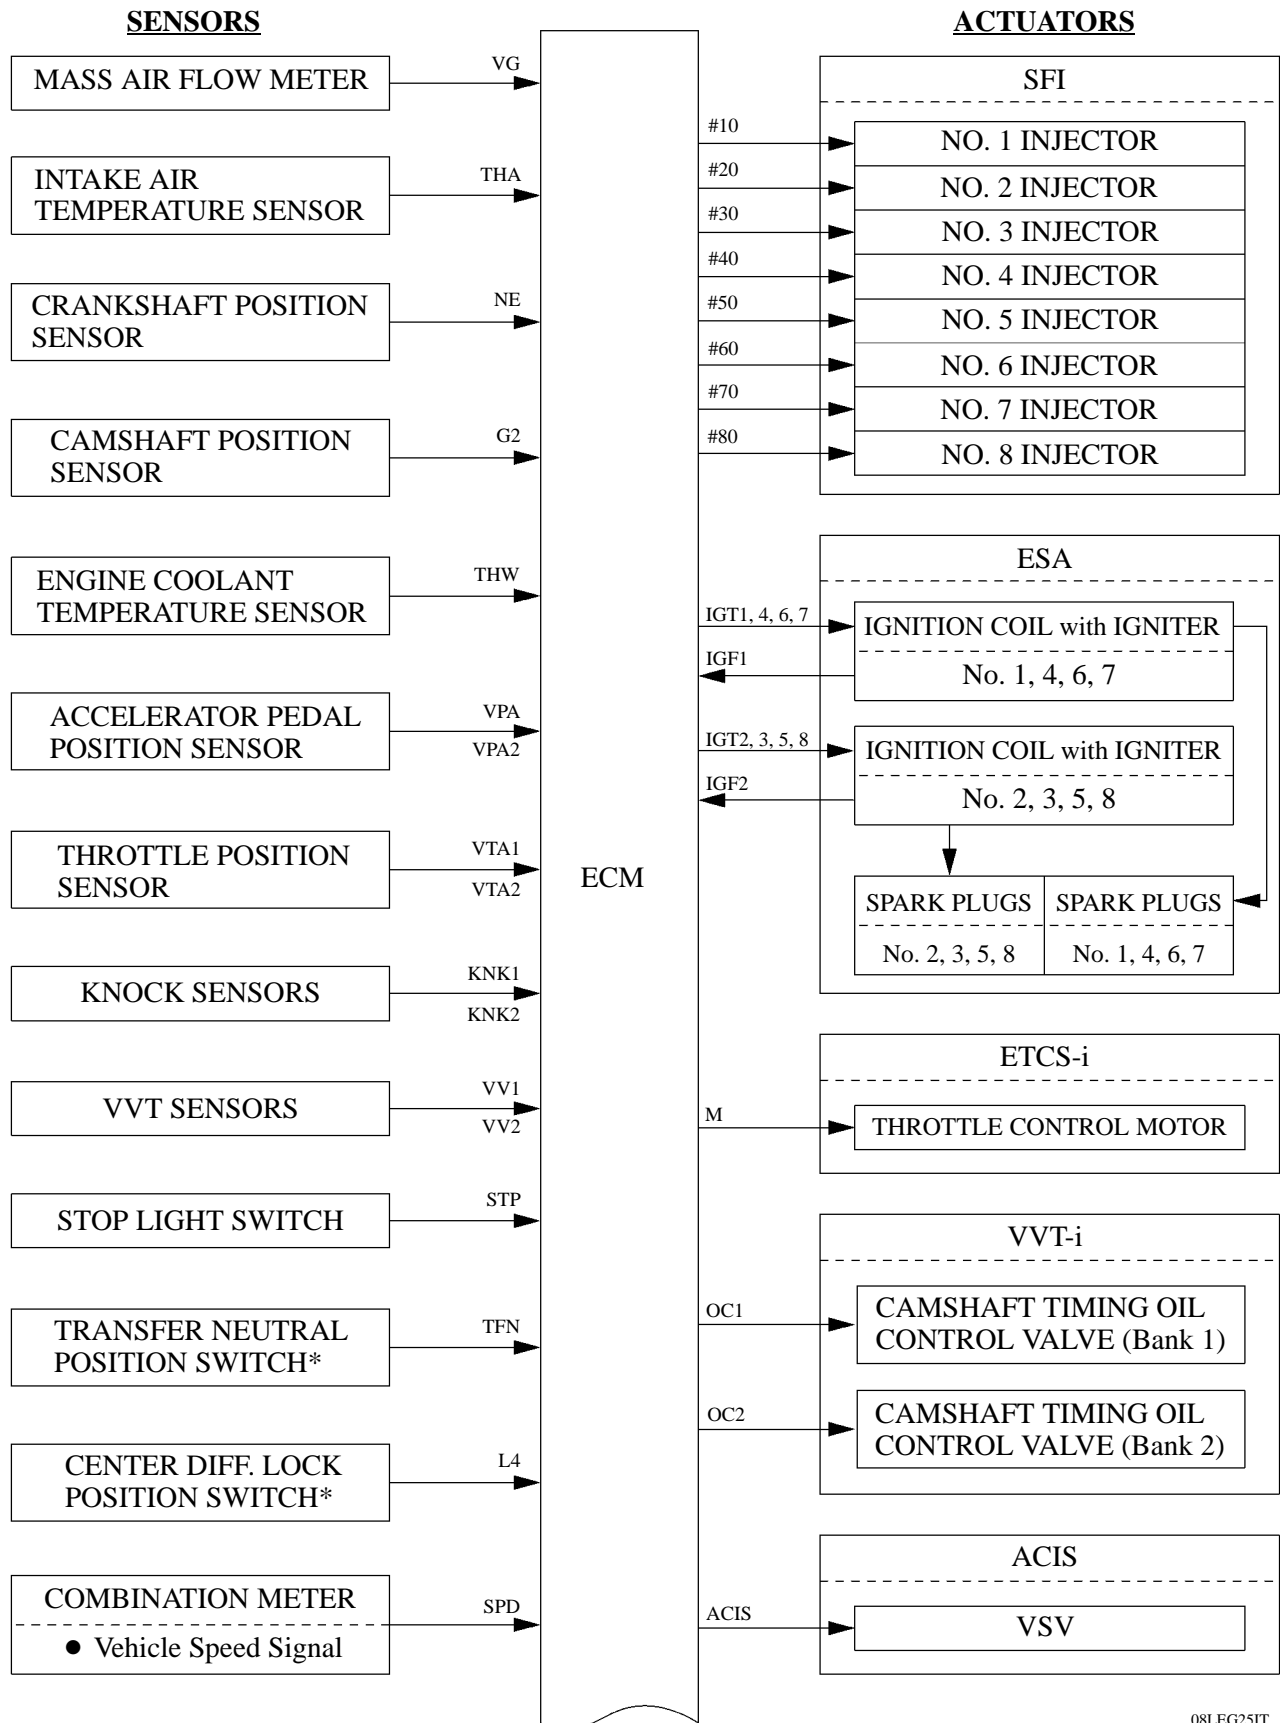 SENSORS
ACTUATORS
MASS AIR FLOW METER
VG
INTAKE AIR
TEMPERATURE SENSOR
THA
CRANKSHAFT POSITION
SENSOR
NE
CAMSHAFT POSITION
SENSOR
G2
ENGINE COOLANT
TEMPERATURE SENSOR
THW
ACCELERATOR PEDAL
POSITION SENSOR
VPA
VPA2
THROTTLE POSITION
SENSOR
VTA1
VTA2
KNOCK SENSORS
KNK1
KNK2
VVT SENSORS
VV1
VV2
STOP LIGHT SWITCH
STP
TRANSFER NEUTRAL
POSITION SWITCH*
TFN
CENTER DIFF. LOCK
POSITION SWITCH*
L4
COMBINATION METER
● Vehicle Speed Signal
SPD
ECM
SFI
#10
NO. 1 INJECTOR
#20
NO. 2 INJECTOR
#30
NO. 3 INJECTOR
#40
NO. 4 INJECTOR
#50
NO. 5 INJECTOR
#60
NO. 6 INJECTOR
#70
NO. 7 INJECTOR
#80
NO. 8 INJECTOR
ESA
IGT1, 4, 6, 7
IGNITION COIL with IGNITER
IGF1
No. 1, 4, 6, 7
IGT2, 3, 5, 8
IGNITION COIL with IGNITER
IGF2
No. 2, 3, 5, 8
SPARK PLUGS
No. 2, 3, 5, 8
SPARK PLUGS
No. 1, 4, 6, 7
ETCS-i
M
THROTTLE CONTROL MOTOR
VVT-i
OC1
CAMSHAFT TIMING OIL
CONTROL VALVE (Bank 1)
OC2
CAMSHAFT TIMING OIL
CONTROL VALVE (Bank 2)
ACIS
ACIS
VSV
08LEG25IT